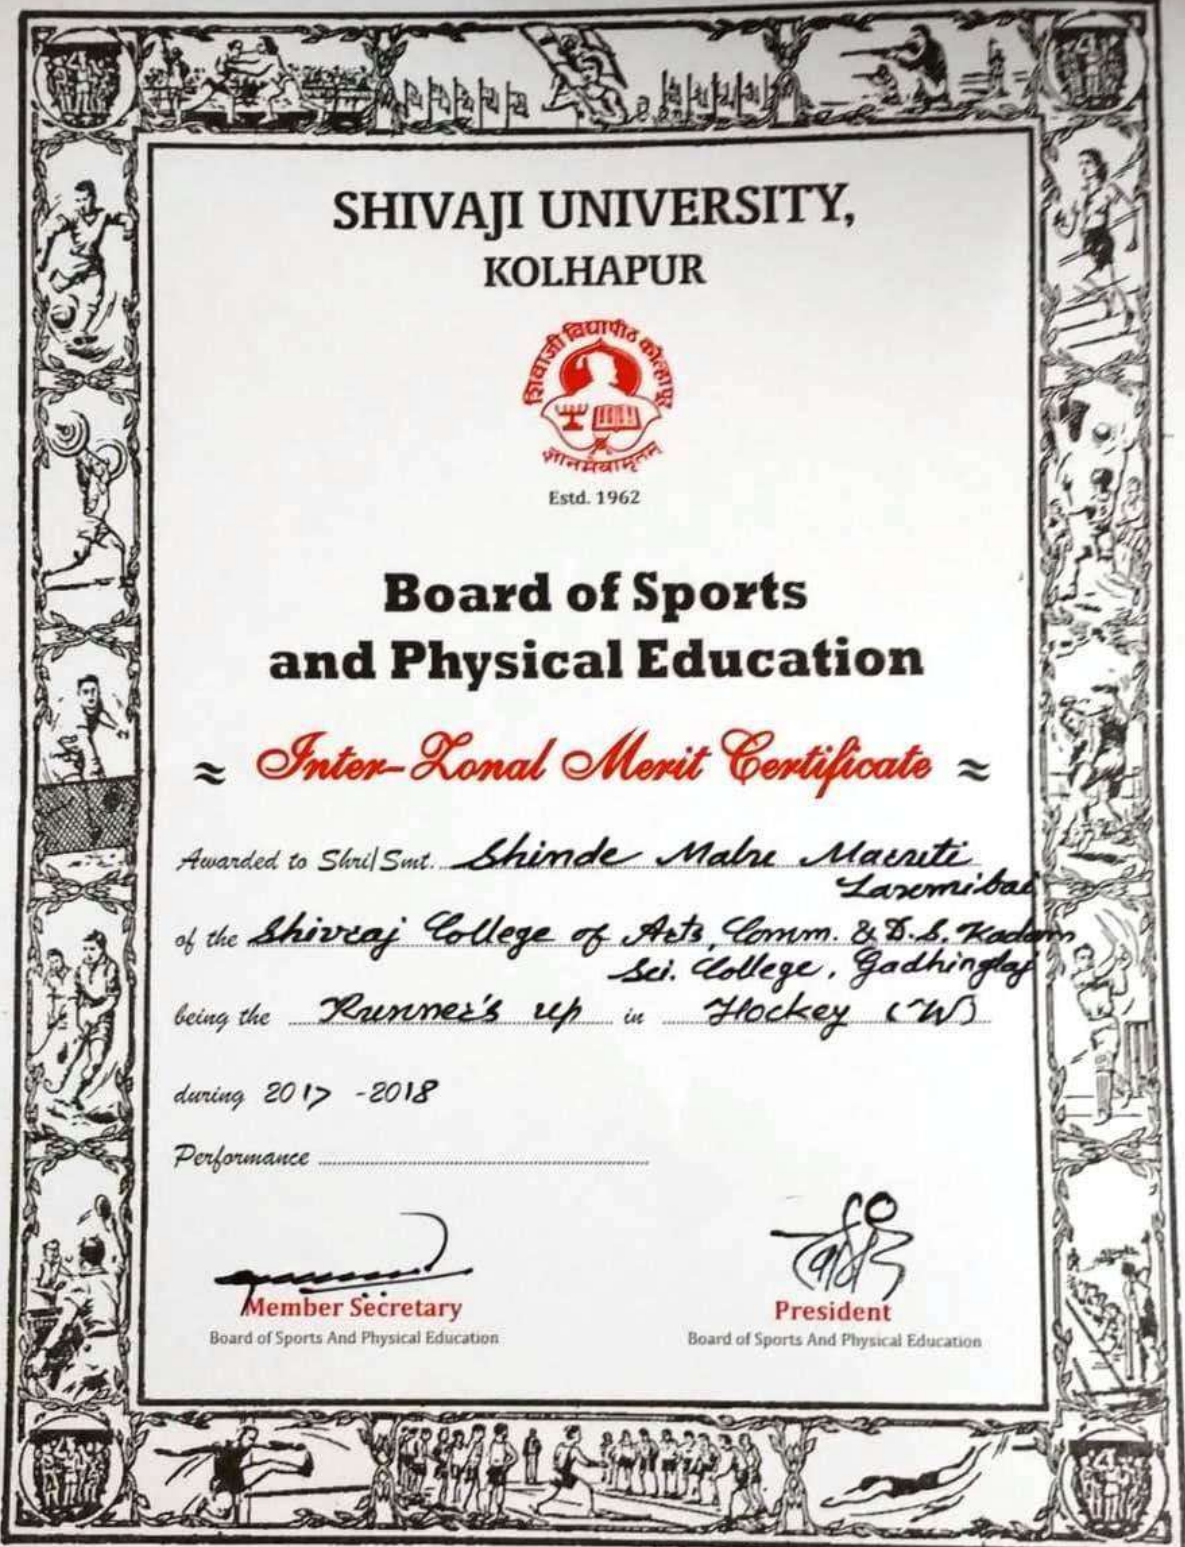 SHIVAJI UNIVERSITY,
KOLHAPUR
शिवाजी विद्यापीठ कोल्हापूर
ज्ञानमेवामृतम्
Estd. 1962
Board of Sports
and Physical Education
≈ Inter-Zonal Merit Certificate ≈
Awarded to Shri/Smt. Shinde Malu Maruti
Laxmibai
of the Shivraj College of Arts, Comm. & D.S. Kadam
Sci. College, Gadhinglaj
being the Runner's up in Hockey (W)
during 2017 -2018
Performance
Member Secretary
Board of Sports And Physical Education
President
Board of Sports And Physical Education